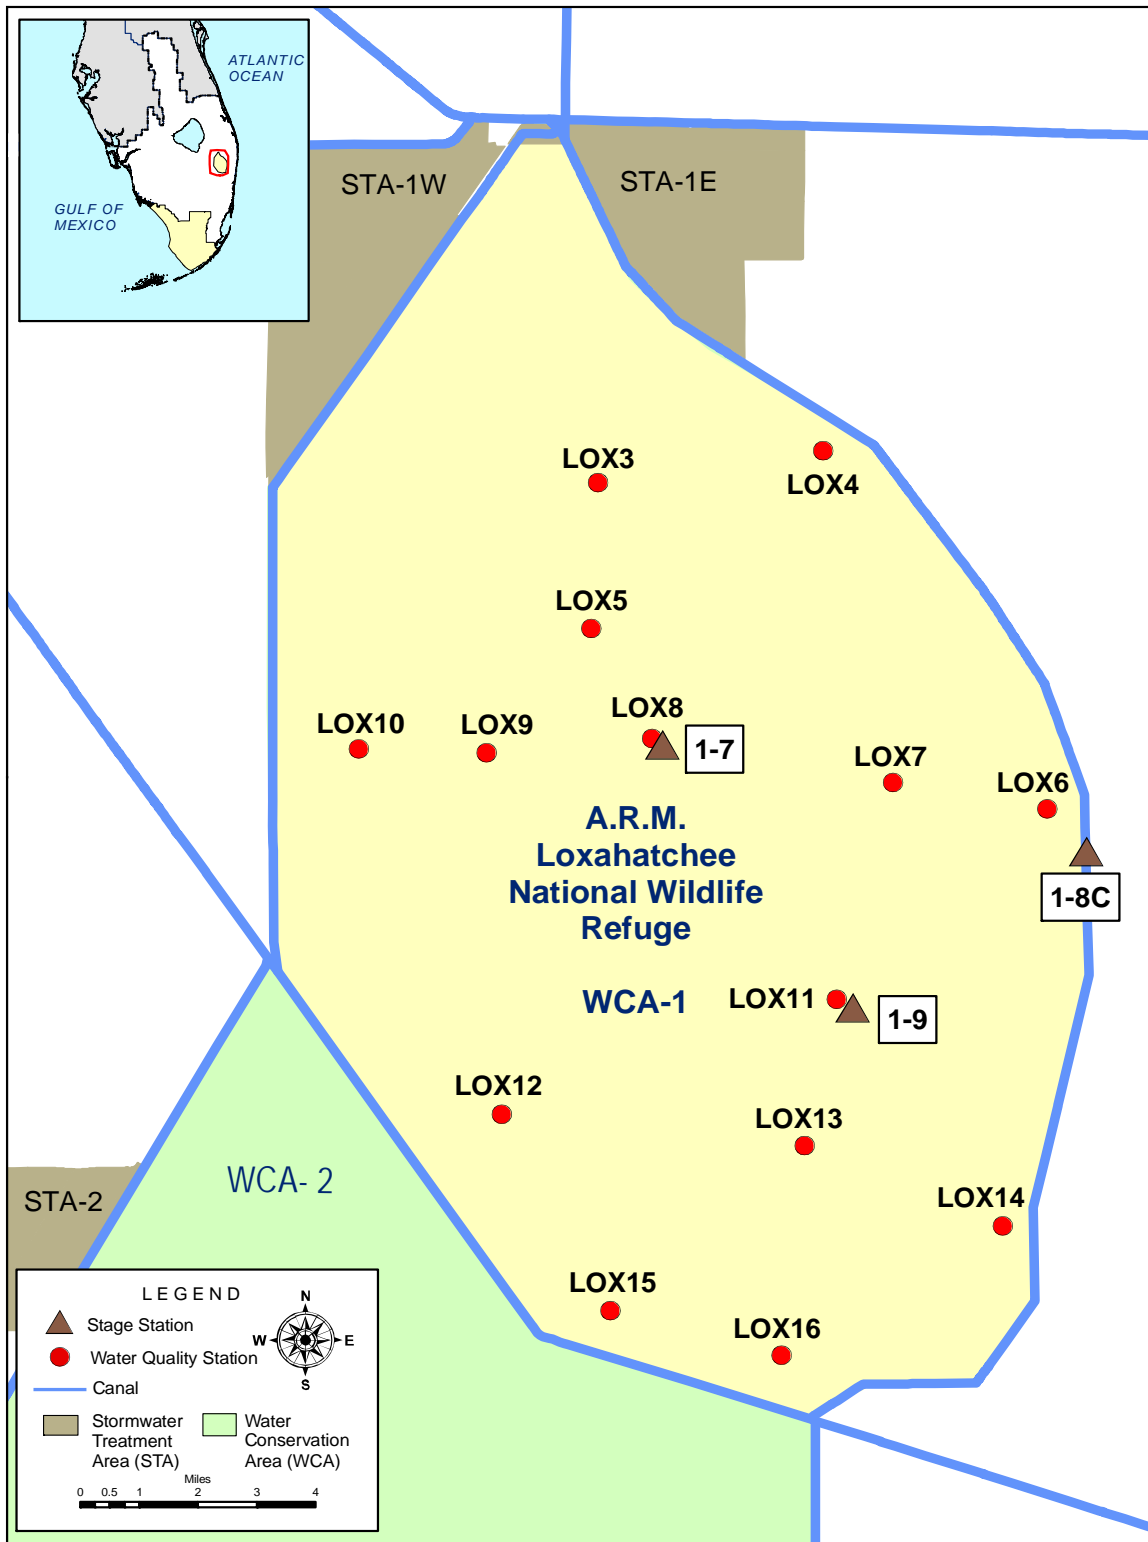 ATLANTIC
OCEAN
GULF OF
MEXICO
STA-1W
STA-1E
LOX3
LOX4
LOX5
LOX8
1-7
LOX10
LOX9
LOX7
LOX6
A.R.M.
Loxahatchee
National Wildlife
Refuge
1-8C
WCA-1
LOX11
1-9
LOX12
LOX13
WCA- 2
STA-2
LOX14
LOX15
LOX16
LEGEND
Stage Station
Water Quality Station
Canal
Stormwater
Treatment
Area (STA)
Water
Conservation
Area (WCA)
N
W E
S
Miles
0 0.5 1 2 3 4